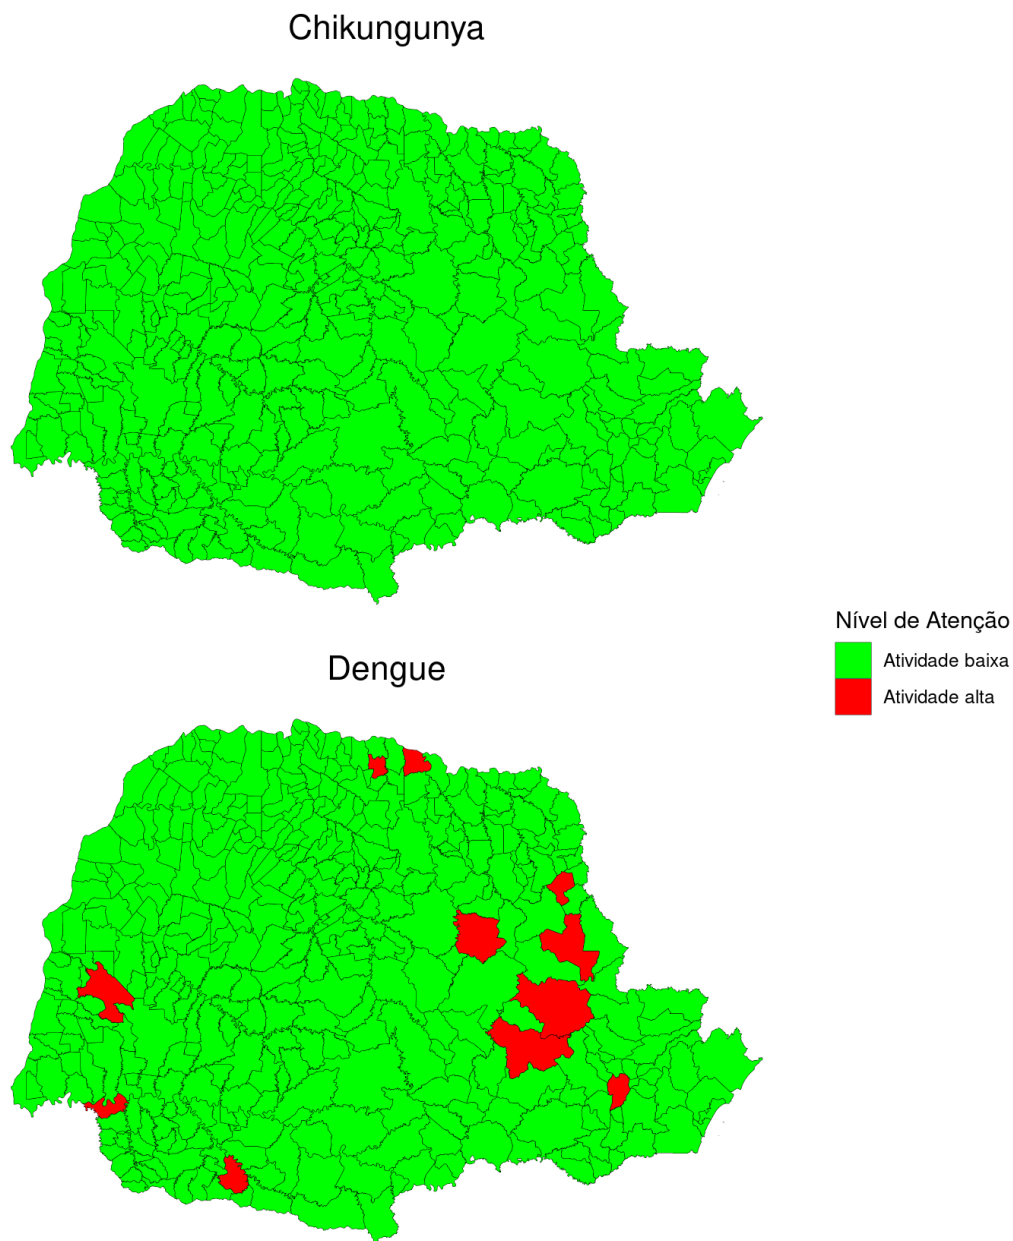 Chikungunya
Nível de Atenção
Atividade baixa
Atividade alta
Dengue